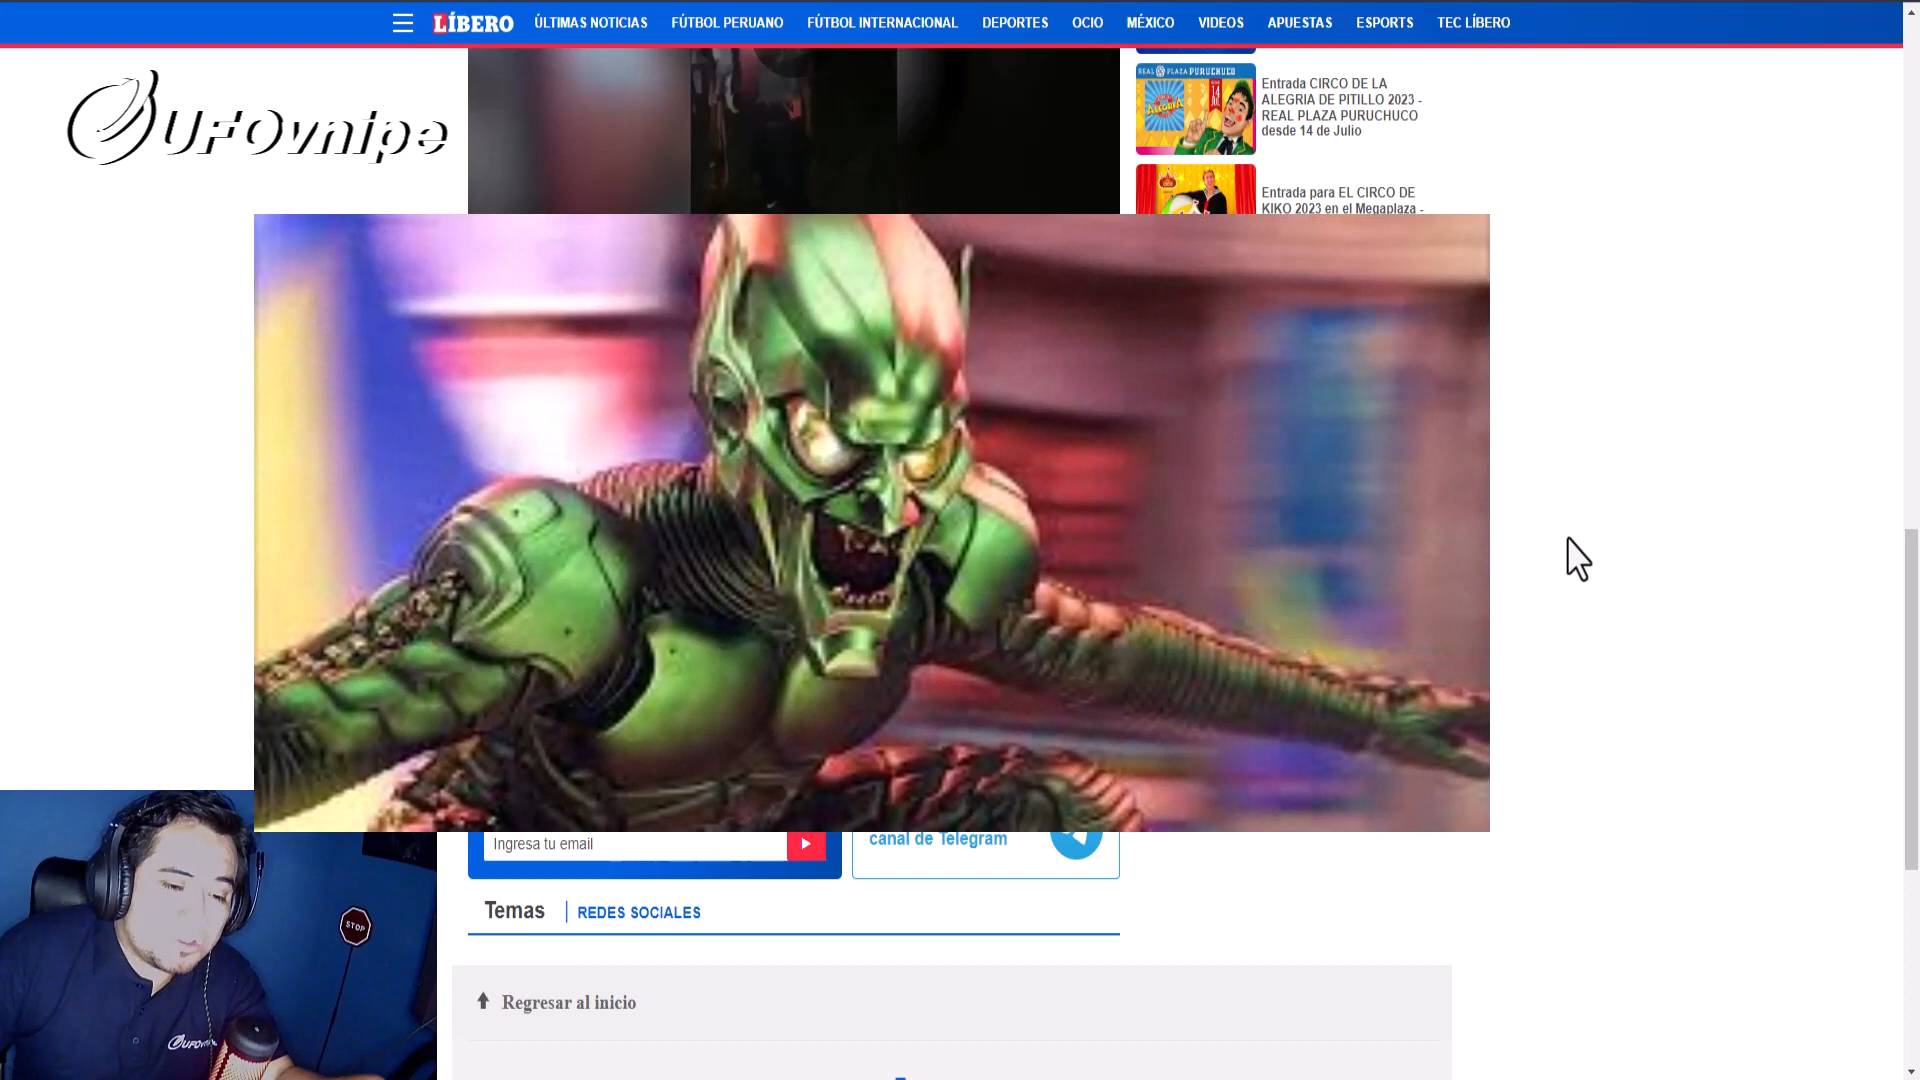 LÍBERO
ÚLTIMAS NOTICIAS
FÚTBOL PERUANO
FÚTBOL INTERNACIONAL
DEPORTES
OCIO
MÉXICO
VIDEOS
APUESTAS
ESPORTS
TEC LÍBERO
UFOvnipe
REAL PLAZA PURUCHUCO
ALEGRIA
14
JUL
Entrada CIRCO DE LA
ALEGRIA DE PITILLO 2023 -
REAL PLAZA PURUCHUCO
desde 14 de Julio
Entrada para EL CIRCO DE
KIKO 2023 en el Megaplaza -
Ingresa tu email
canal de Telegram
Temas
REDES SOCIALES
STOP
Regresar al inicio